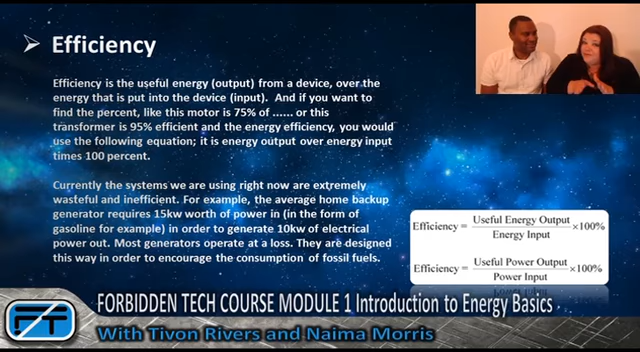 Efficiency
Efficiency is the useful energy (output) from a device, over the
energy that is put into the device (input).  And if you want to
find the percent, like this motor is 75% of ...... or this
transformer is 95% efficient and the energy efficiency, you would
use the following equation; it is energy output over energy input
times 100 percent.
Currently the systems we are using right now are extremely
wasteful and inefficient. For example, the average home backup
generator requires 15kw worth of power in (in the form of
gasoline for example) in order to generate 10kw of electrical
power out. Most generators operate at a loss. They are designed
this way in order to encourage the consumption of fossil fuels.
Efficiency = Useful Energy Output / Energy Input ×100%
Efficiency = Useful Power Output / Power Input ×100%
FORBIDDEN TECH COURSE MODULE 1 Introduction to Energy Basics
With Tivon Rivers and Naima Morris
FT